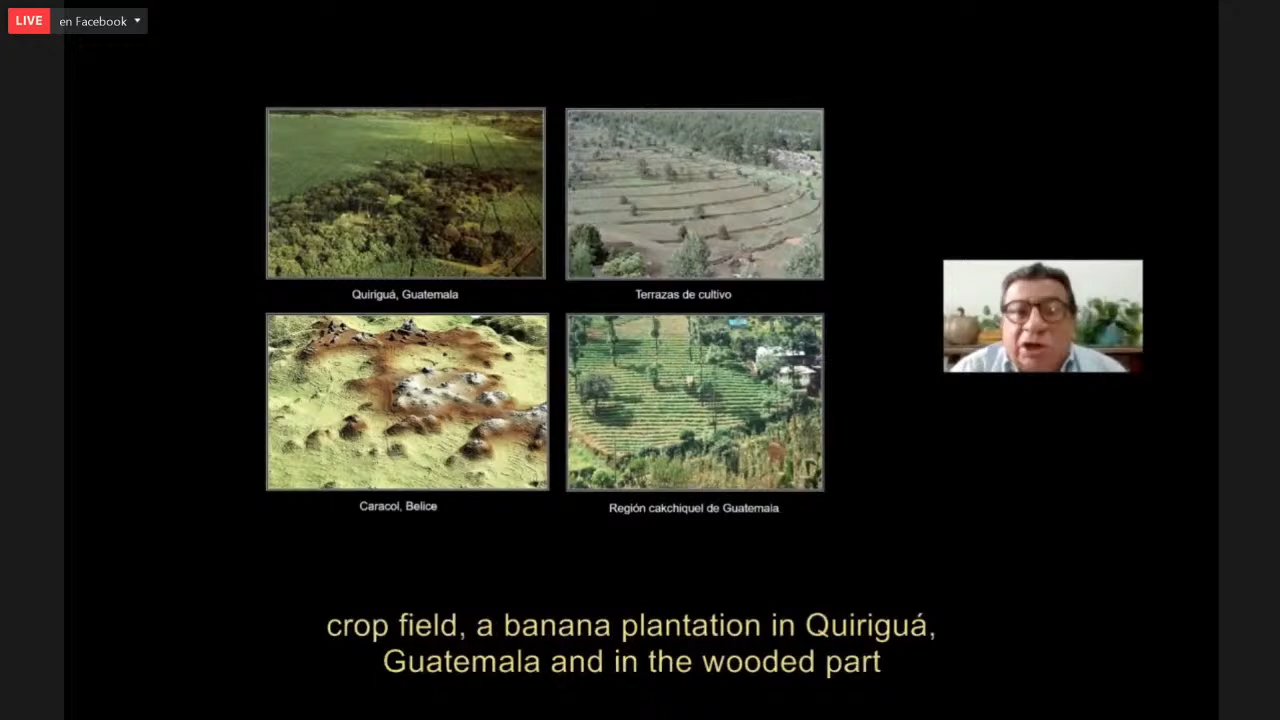 LIVE en Facebook
Quiriguá, Guatemala
Terrazas de cultivo
Caracol, Belice
Región cakchiquel de Guatemala
crop field, a banana plantation in Quiriguá,
Guatemala and in the wooded part